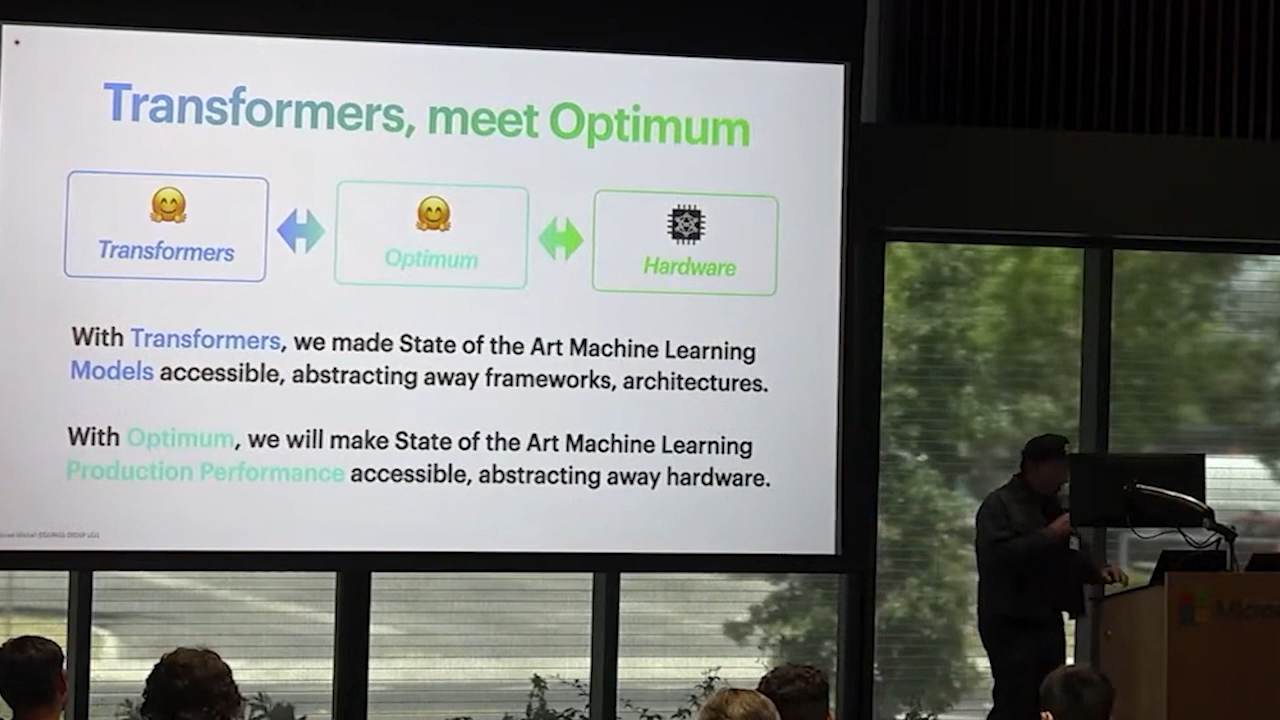 Transformers, meet Optimum
Transformers
Optimum
Hardware
With Transformers, we made State of the Art Machine Learning
Models accessible, abstracting away frameworks, architectures.
With Optimum, we will make State of the Art Machine Learning
Production Performance accessible, abstracting away hardware.